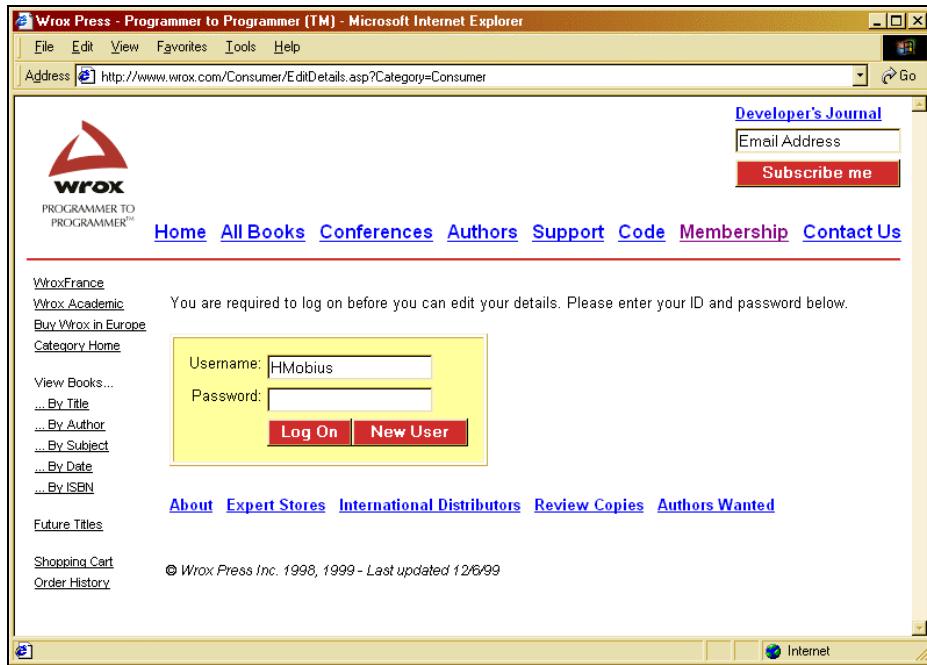 Wrox Press - Programmer to Programmer (TM) - Microsoft Internet Explorer
File Edit View Favorites Tools Help
Address http://www.wrox.com/Consumer/EditDetails.asp?Category=Consumer Go
Developer's Journal
Email Address
Subscribe me
wrox
PROGRAMMER TO
PROGRAMMER™
Home All Books Conferences Authors Support Code Membership Contact Us
WroxFrance
Wrox Academic
Buy Wrox in Europe
Category Home
View Books...
... By Title
... By Author
... By Subject
... By Date
... By ISBN
Future Titles
Shopping Cart
Order History
You are required to log on before you can edit your details. Please enter your ID and password below.
Username: HMobius
Password:
Log On New User
About Expert Stores International Distributors Review Copies Authors Wanted
© Wrox Press Inc. 1998, 1999 - Last updated 12/6/99
Internet